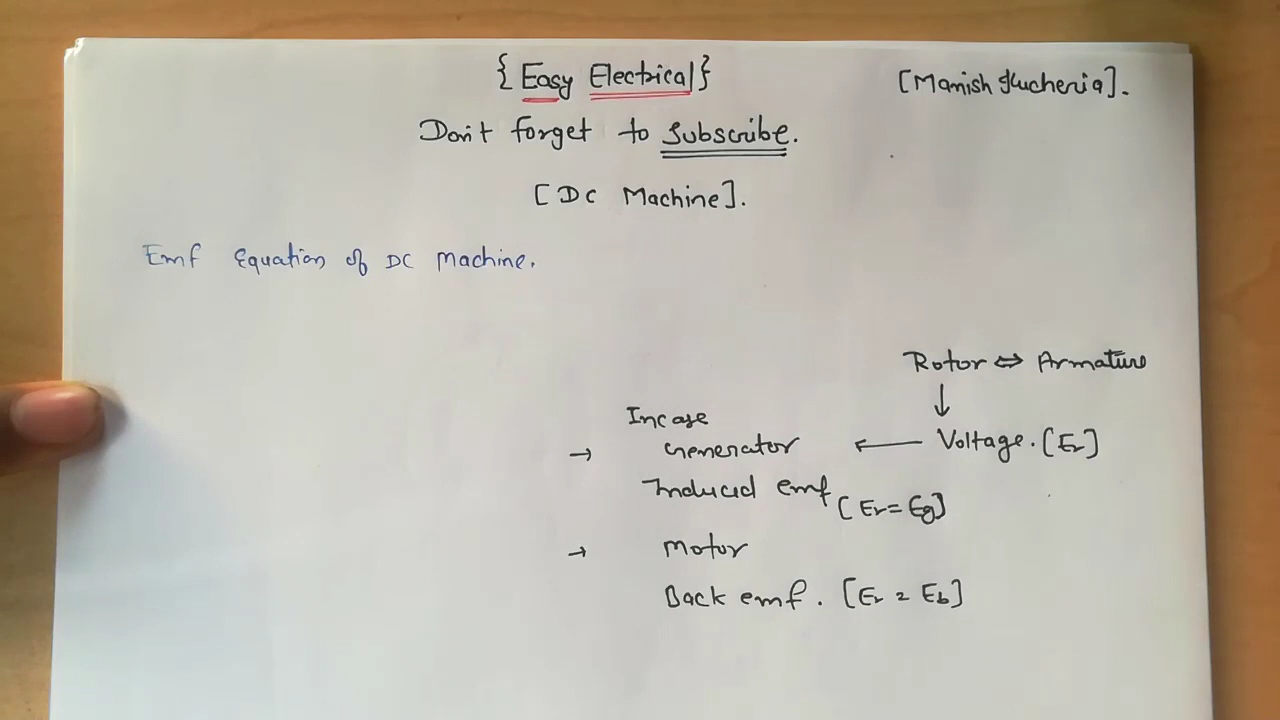 {Easy Electrical}
[Manish Kucheria].
Don't forget to Subscribe.
[DC Machine].
Emf Equation of DC Machine.
Rotor ⇔ Armature
↓
Incase
→ Generator ← Voltage. [Er]
Induced emf [Er = Eg]
→ Motor
Back emf. [Er = Eb]